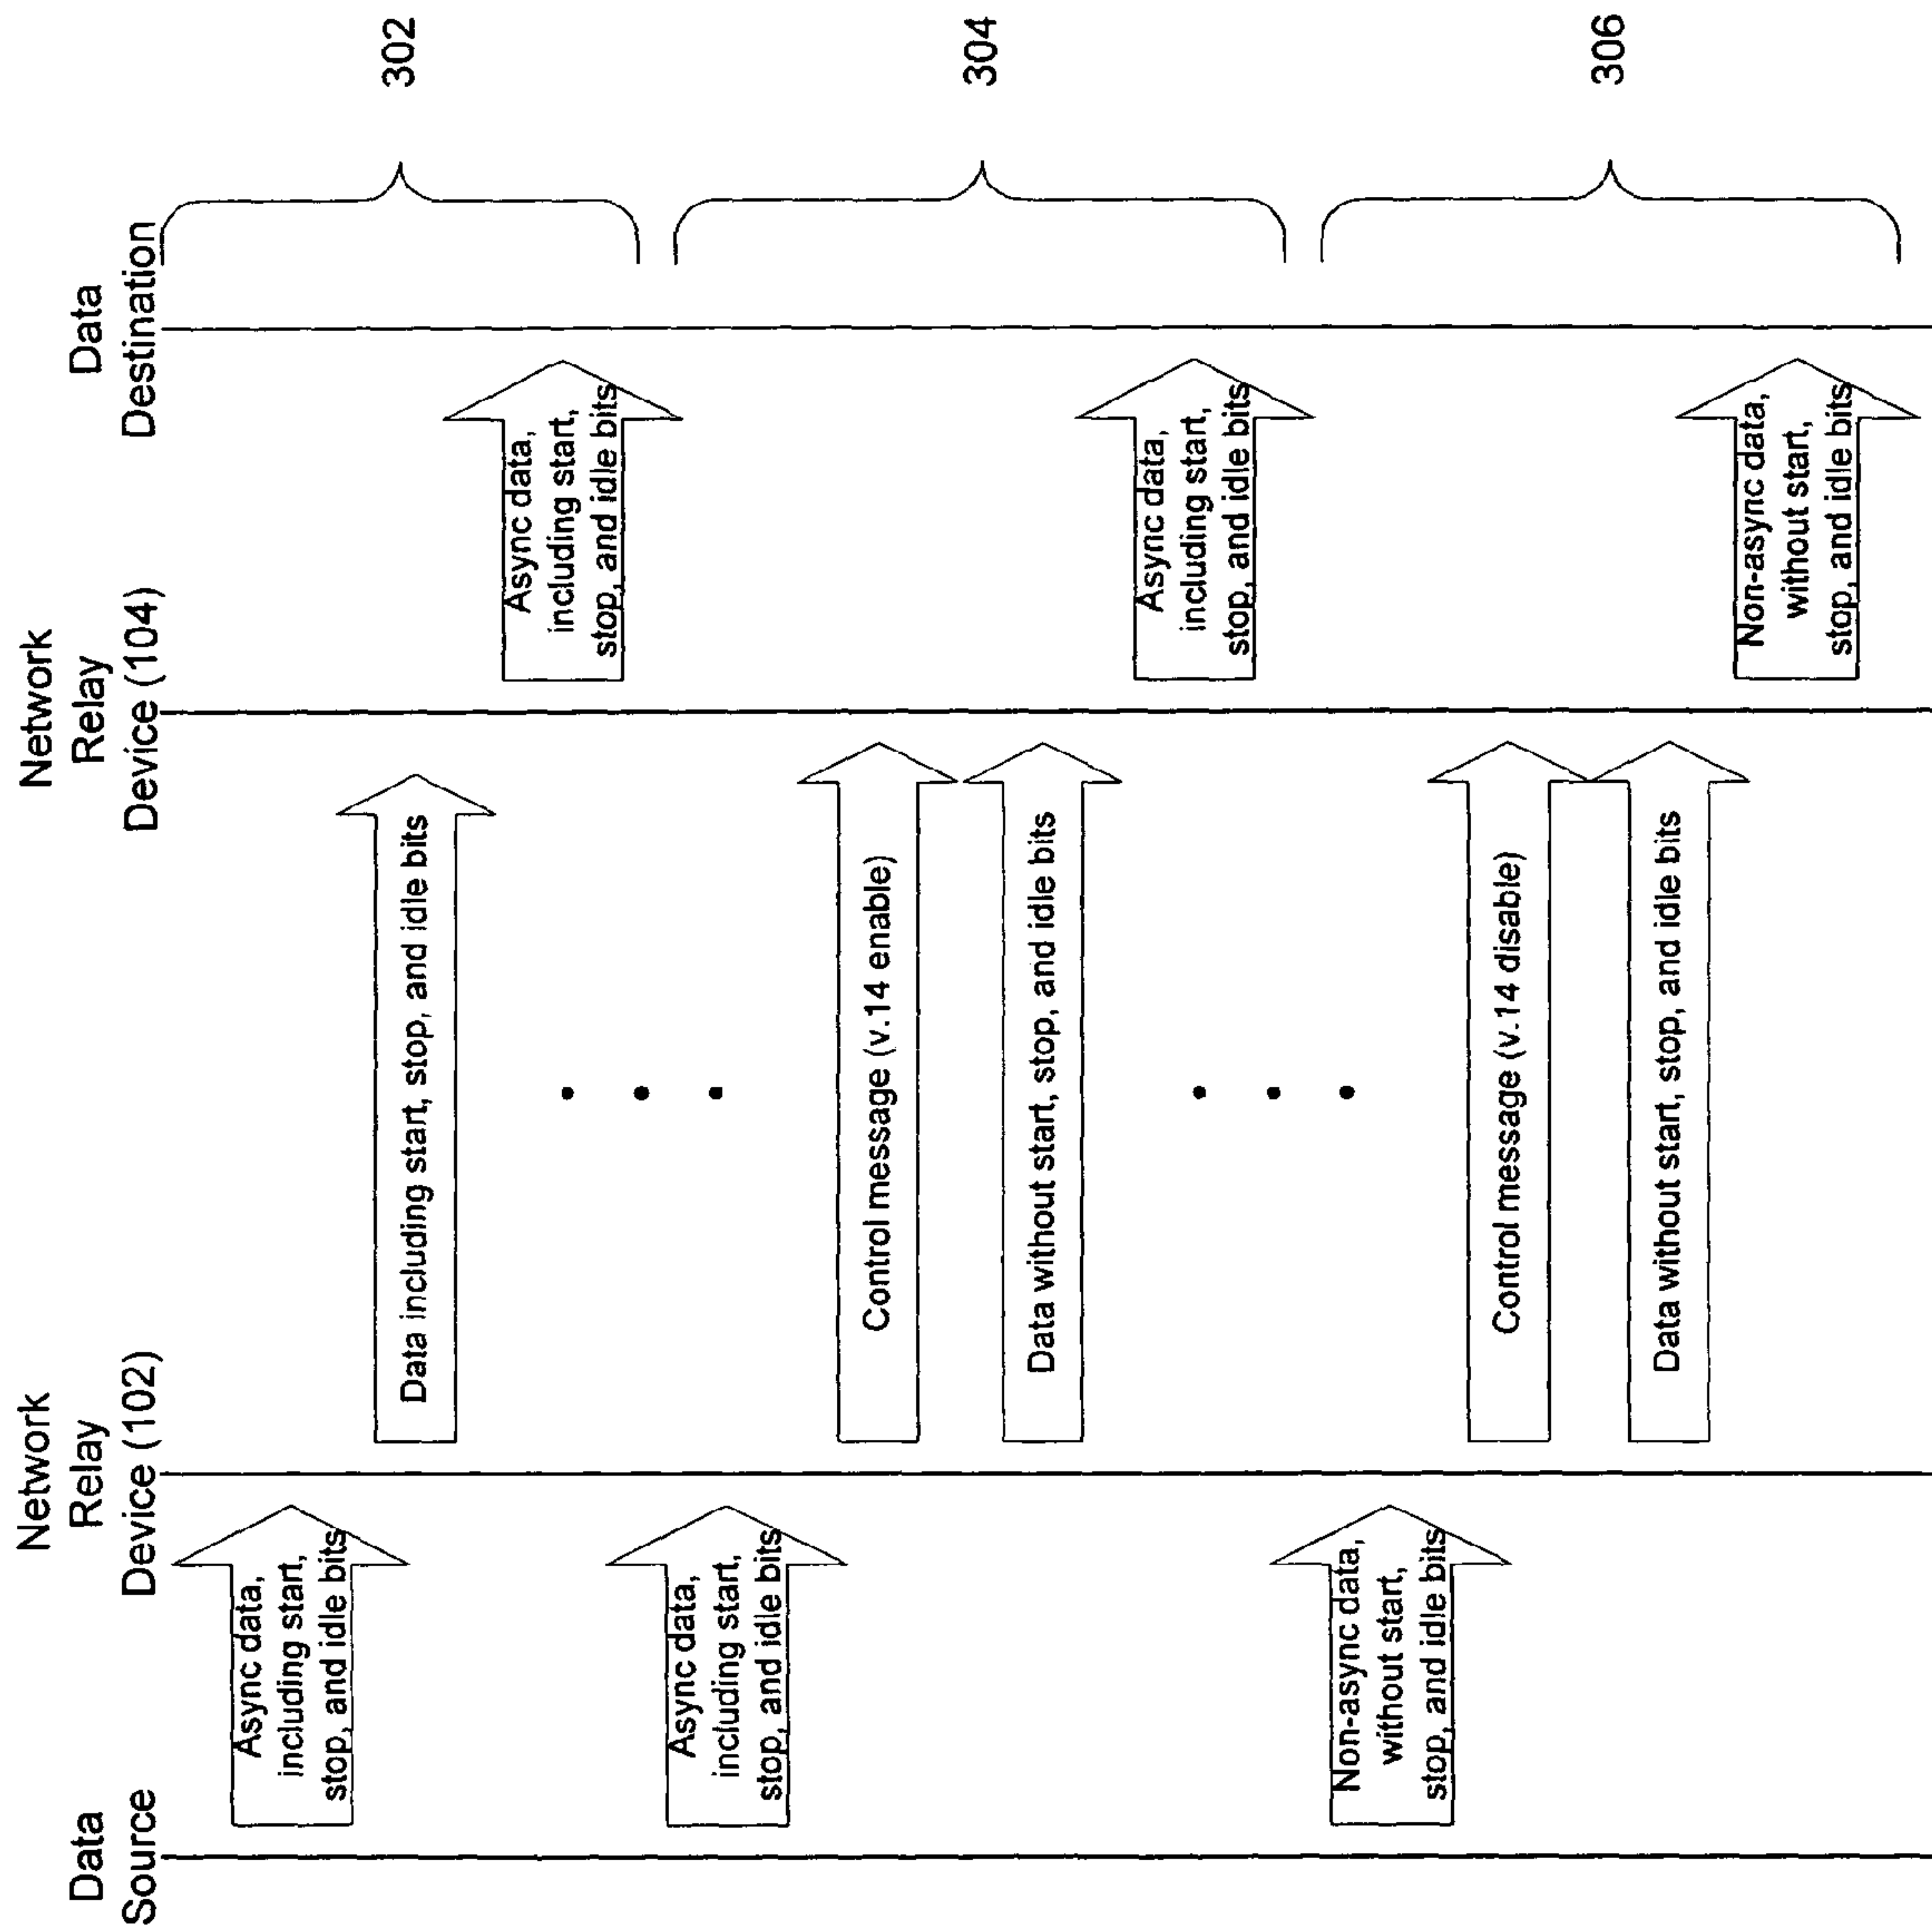 Data
Source
Network
Relay
Device (102)
Network
Relay
Device (104)
Data
Destination
Async data,
including start,
stop, and idle bits
Data including start, stop, and idle bits
Async data,
including start,
stop, and idle bits
302
Async data,
including start,
stop, and idle bits
Control message (v.14 enable)
Data without start, stop, and idle bits
Async data,
including start,
stop, and idle bits
304
Non-async data,
without start,
stop, and idle bits
Control message (v.14 disable)
Data without start, stop, and idle bits
Non-async data,
without start,
stop, and idle bits
306